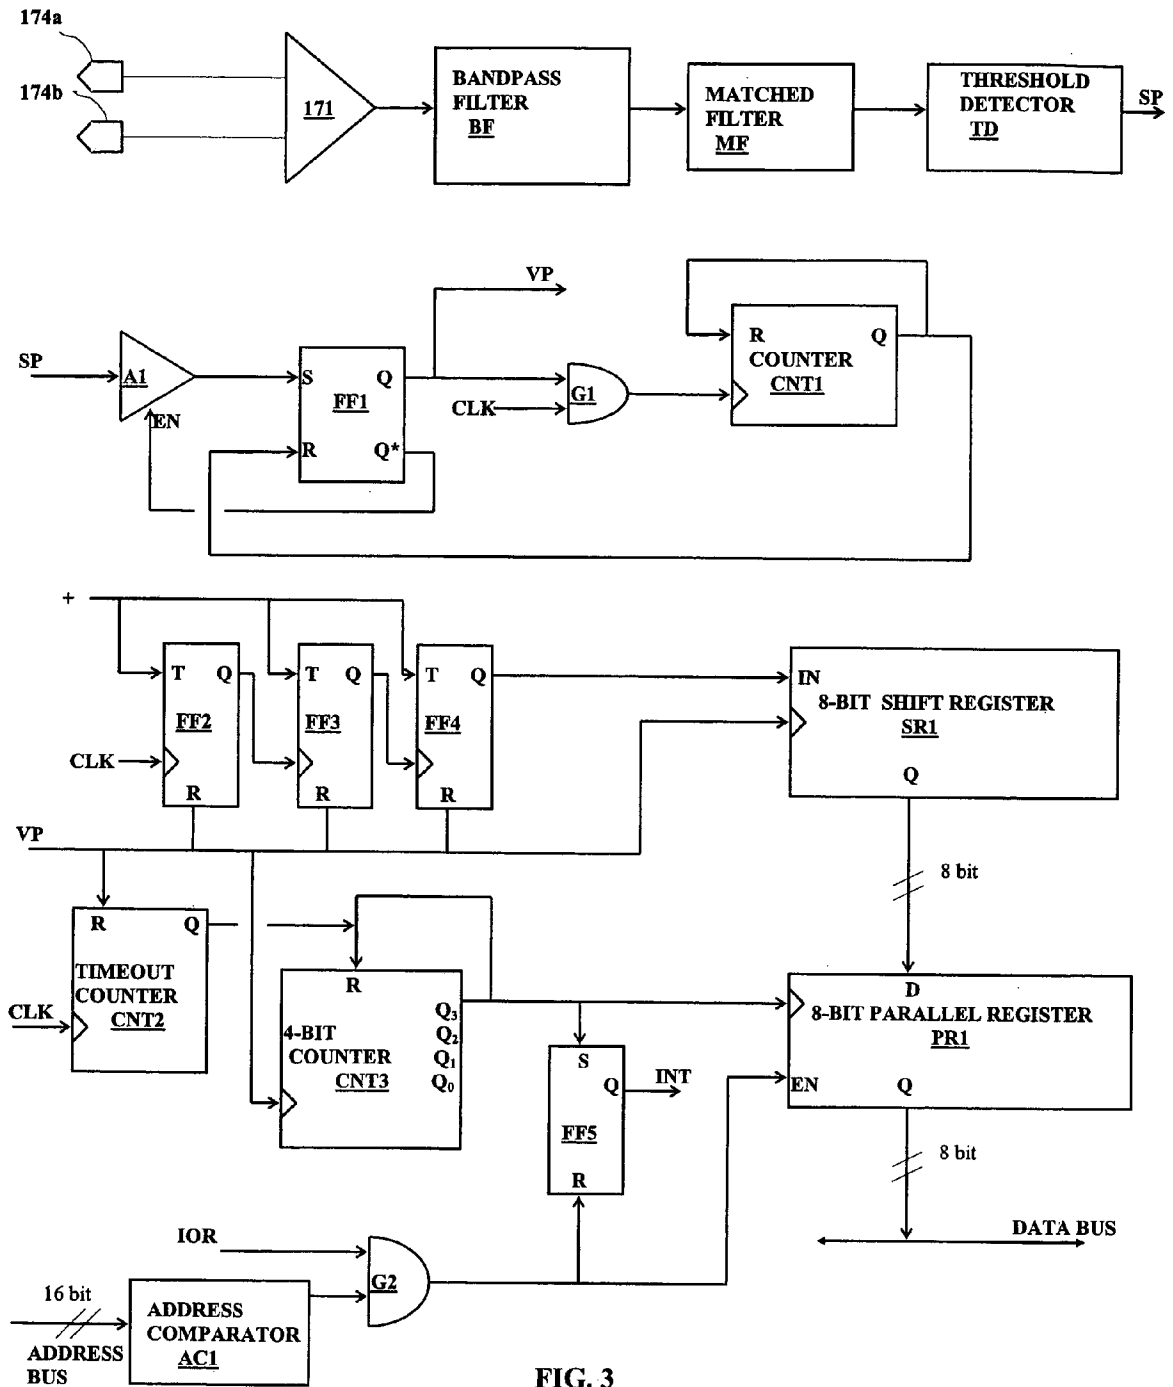 174a
174b
171
BANDPASS
FILTER
BF
MATCHED
FILTER
MF
THRESHOLD
DETECTOR
TD
SP
SP
A1
EN
S Q
FF1
R Q*
VP
CLK
G1
R Q
COUNTER
CNT1
+
T Q
FF2
R
CLK
T Q
FF3
R
T Q
FF4
R
IN
8-BIT SHIFT REGISTER
SR1
Q
8 bit
VP
R Q
TIMEOUT
COUNTER
CNT2
CLK
R
4-BIT
COUNTER
CNT3
Q3
Q2
Q1
Q0
S
Q
FF5
R
INT
D
8-BIT PARALLEL REGISTER
PR1
EN
Q
8 bit
DATA BUS
IOR
G2
16 bit
ADDRESS
BUS
ADDRESS
COMPARATOR
AC1
FIG. 3